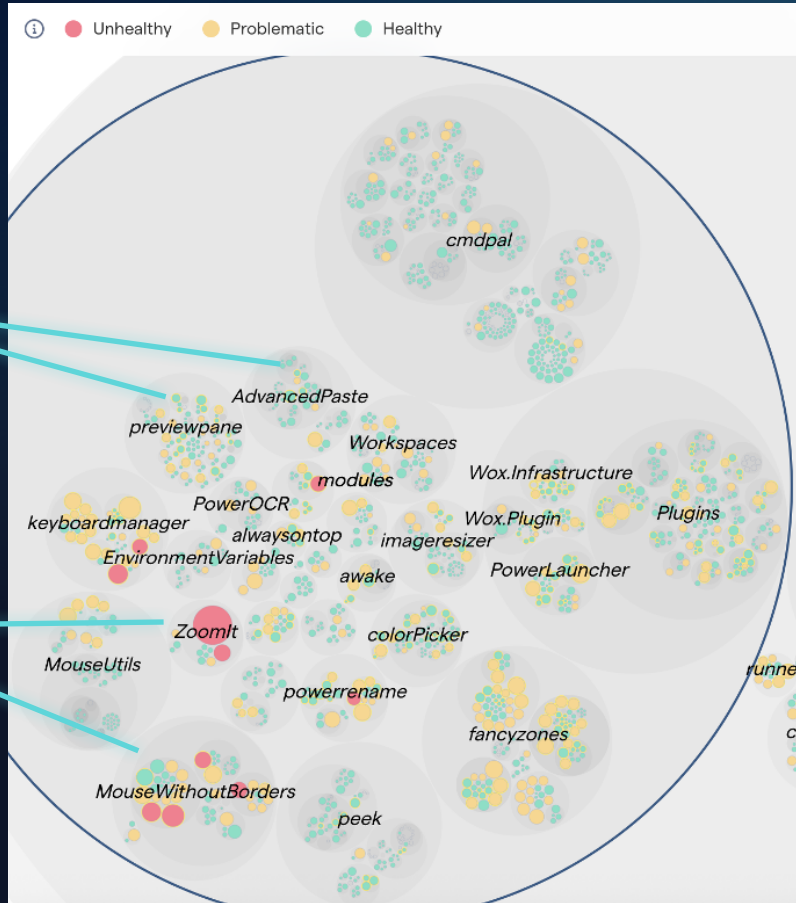 Unhealthy
Problematic
Healthy
cmdpal
AdvancedPaste
previewpane
Workspaces
Wox.Infrastructure
modules
PowerOCR
Plugins
keyboardmanager
Wox.Plugin
alwaysontop
imageresizer
EnvironmentVariables
PowerLauncher
awake
ZoomIt
colorPicker
MouseUtils
runne
powerrename
fancyzones
c
MouseWithoutBorders
peek